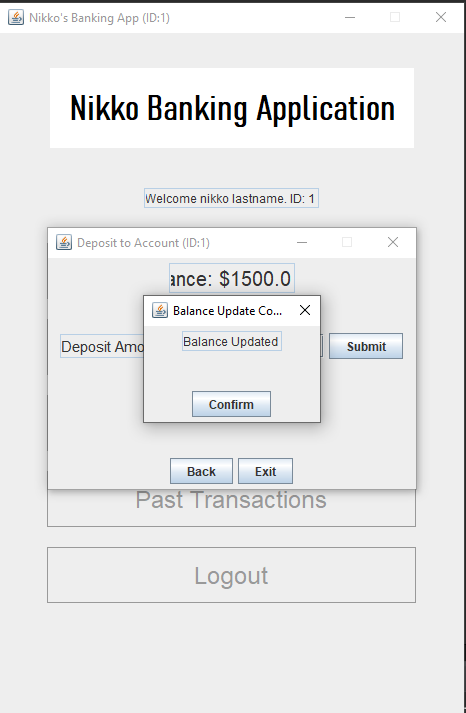 Nikko's Banking App (ID:1)
Nikko Banking Application
Welcome nikko lastname. ID: 1
Deposit to Account (ID:1)
ance: $1500.0
Balance Update Co...
Balance Updated
Deposit Amo
Submit
Confirm
Back Exit
Past Transactions
Logout